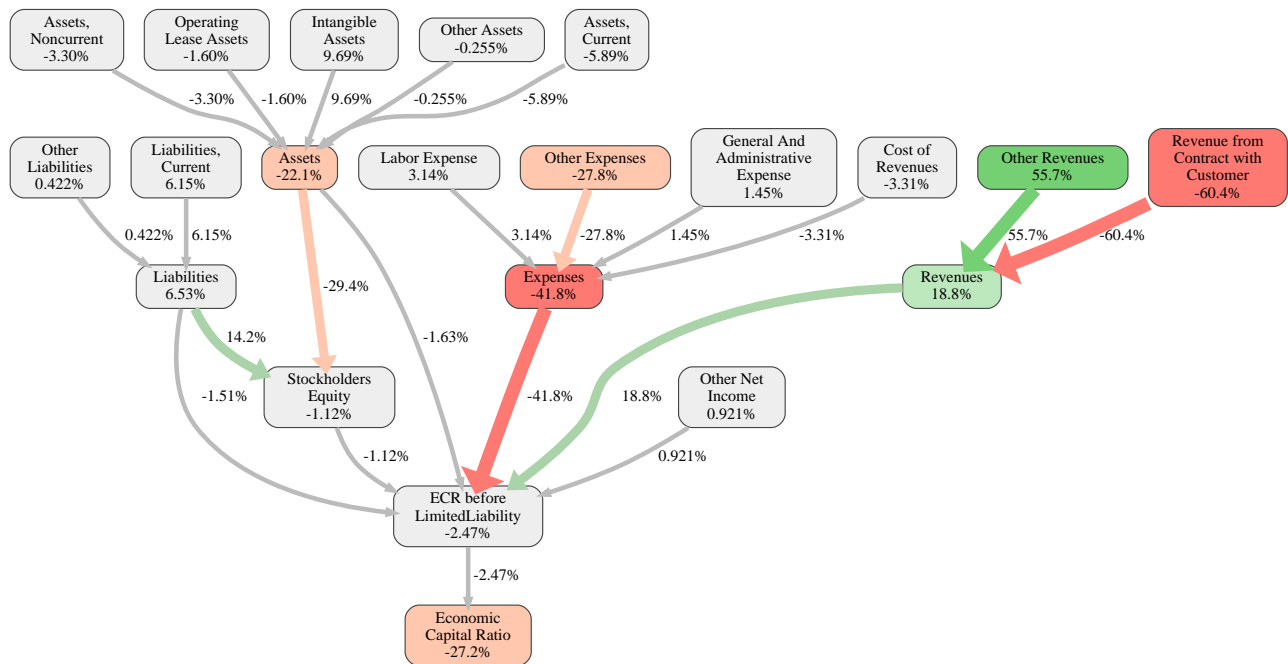 Assets,
Noncurrent
-3.30%
Operating
Lease Assets
-1.60%
Intangible
Assets
9.69%
Other Assets
-0.255%
Assets,
Current
-5.89%
-3.30%
-1.60%
9.69%
-0.255%
-5.89%
Other
Liabilities
0.422%
Liabilities,
Current
6.15%
Assets
-22.1%
Labor Expense
3.14%
Other Expenses
-27.8%
General And
Administrative
Expense
1.45%
Cost of
Revenues
-3.31%
Other Revenues
55.7%
Revenue from
Contract with
Customer
-60.4%
0.422%
6.15%
3.14%
-27.8%
1.45%
-3.31%
55.7%
-60.4%
Liabilities
6.53%
Expenses
-41.8%
Revenues
18.8%
-29.4%
14.2%
-1.63%
Stockholders
Equity
-1.12%
Other Net
Income
0.921%
-1.51%
-41.8%
18.8%
-1.12%
0.921%
ECR before
LimitedLiability
-2.47%
-2.47%
Economic
Capital Ratio
-27.2%